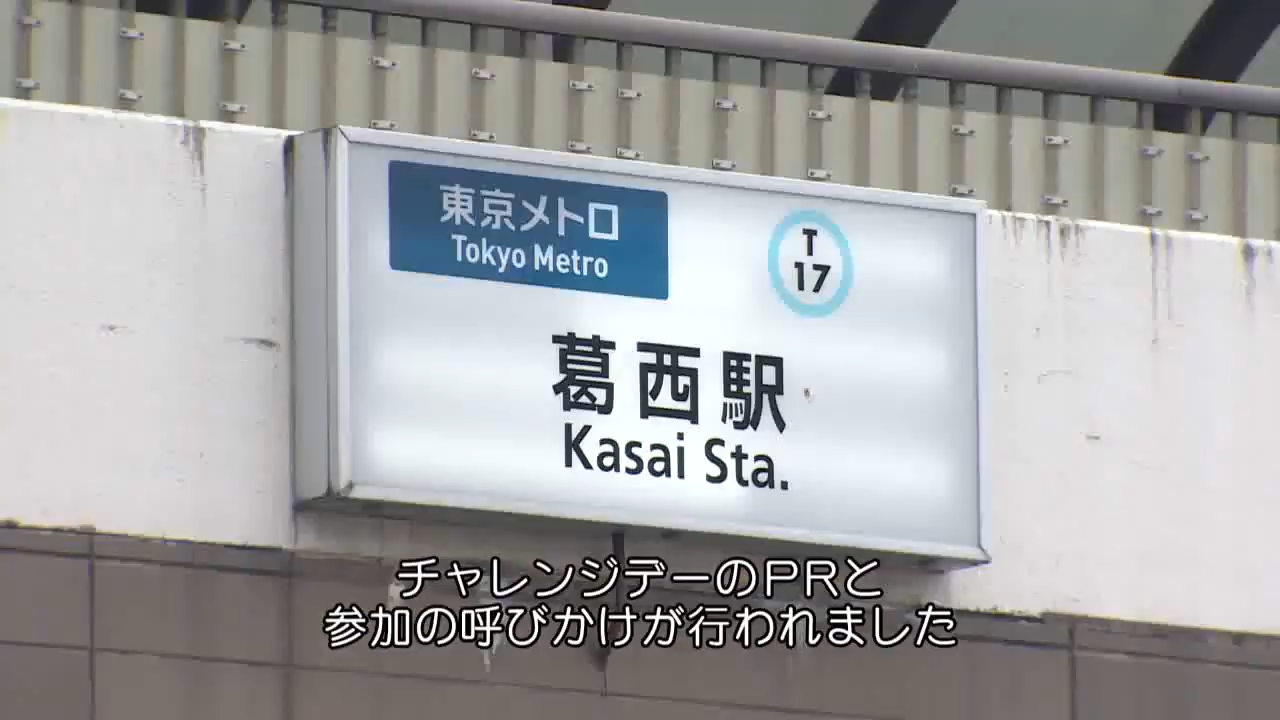 東京メトロ
Tokyo Metro
T
17
葛西駅
Kasai Sta.
チャレンジデーのPRと
参加の呼びかけが行われました